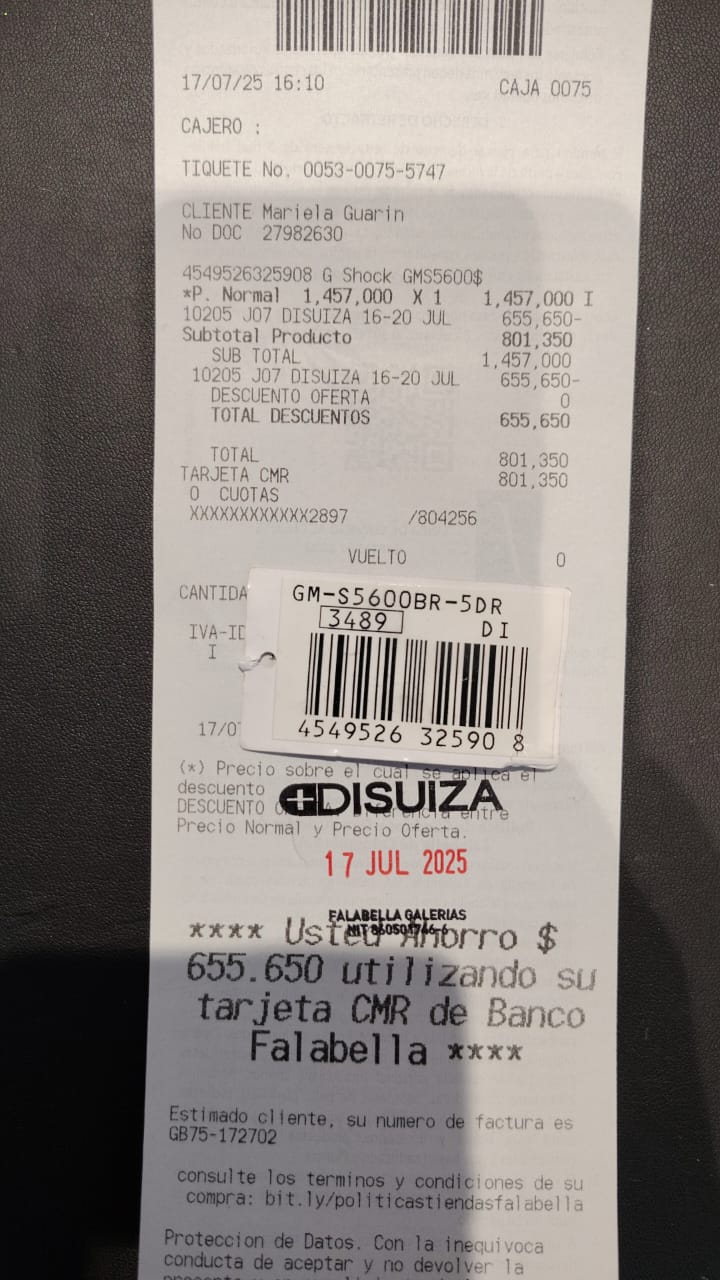 17/07/25 16:10 CAJA 0075
CAJERO :
TIQUETE No. 0053-0075-5747
CLIENTE Mariela Guarin
No DOC 27982630
4549526325908 G Shock GMS5600$
*P. Normal 1,457,000 X 1 1,457,000 I
10205 J07 DISUIZA 16-20 JUL 655,650-
Subtotal Producto 801,350
SUB TOTAL 1,457,000
10205 J07 DISUIZA 16-20 JUL 655,650-
DESCUENTO OFERTA 0
TOTAL DESCUENTOS 655,650
TOTAL 801,350
TARJETA CMR 801,350
0 CUOTAS
XXXXXXXXXXXX2897 /804256
VUELTO 0
CANTIDA
GM-S5600BR-5DR
3489 DI
IVA-ID
I
4549526 32590 8
17/07
(*) Precio sobre el cual se aplica el
descuento
DISUIZA
DESCUENTO entre
Precio Normal y Precio Oferta.
17 JUL 2025
FALABELLA GALERIAS
NIT
**** Usted Ahorro $
655.650 utilizando su
tarjeta CMR de Banco
Falabella ****
Estimado cliente, su numero de factura es
GB75-172702
consulte los terminos y condiciones de su
compra: bit.ly/politicastiendasfalabella
Proteccion de Datos. Con la inequivoca
conducta de aceptar y no devolver la